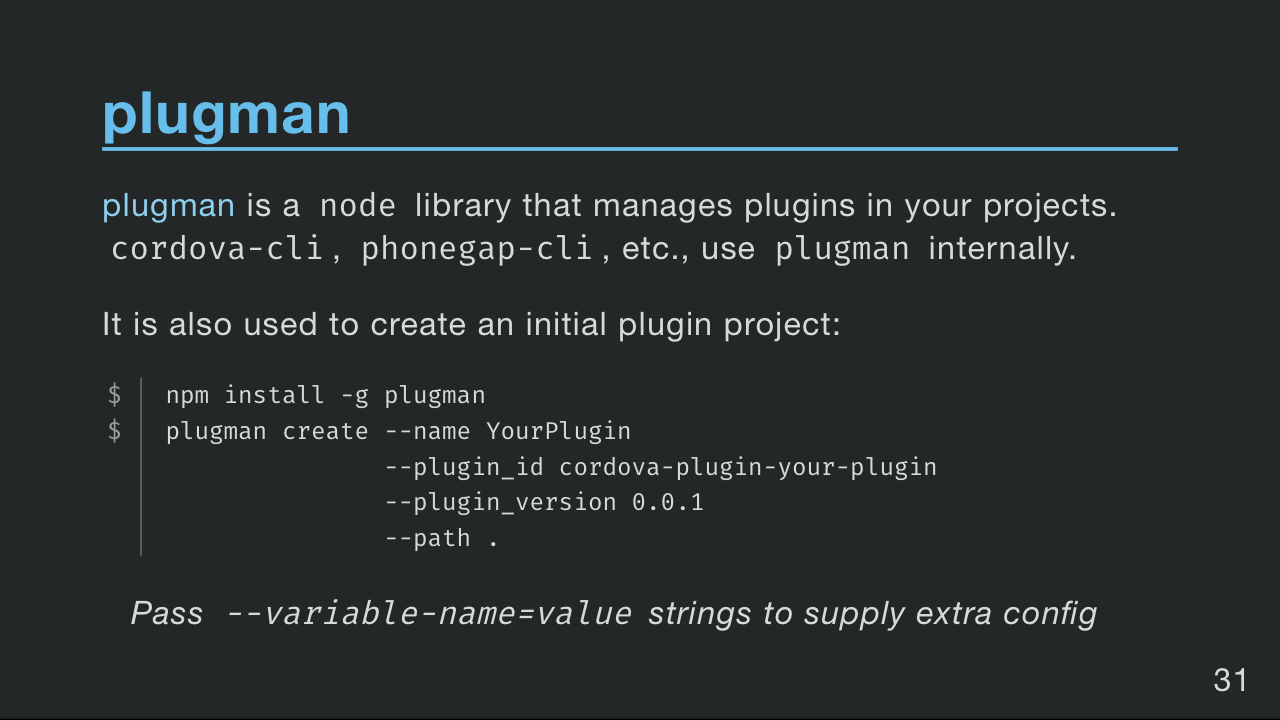 plugman
plugman is a node library that manages plugins in your projects.
cordova-cli, phonegap-cli, etc., use plugman internally.
It is also used to create an initial plugin project:
$ npm install -g plugman
$ plugman create --name YourPlugin
--plugin_id cordova-plugin-your-plugin
--plugin_version 0.0.1
--path .
Pass --variable-name=value strings to supply extra config
31